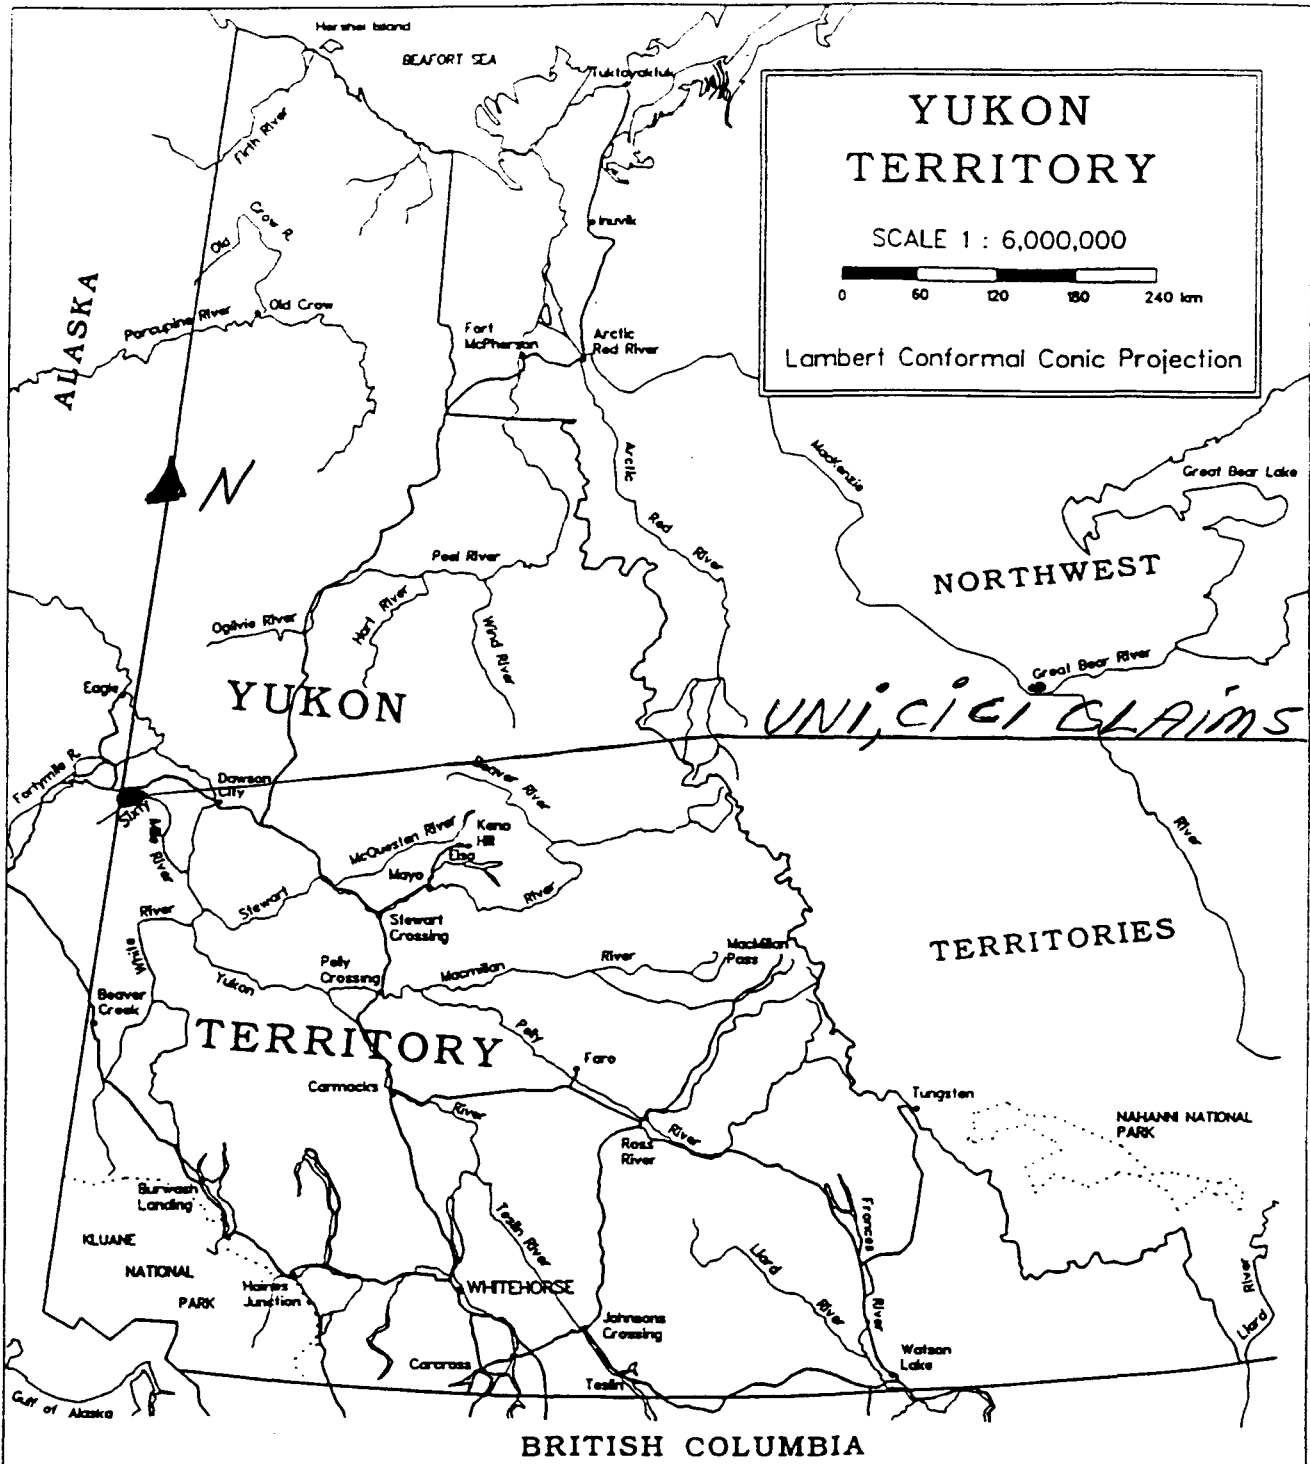 Hershel Island
BEAFORT SEA
Tuktoyaktuk
YUKON
TERRITORY
SCALE 1 : 6,000,000
0 60 120 180 240 km
Lambert Conformal Conic Projection
Firth River
Old Crow R.
Inuvik
ALASKA
Porcupine River
Old Crow
Fort
McPherson
Arctic
Red River
N
Arctic Red River
MacKenzie
Great Bear Lake
NORTHWEST
Peel River
Ogilvie River
Hart River
Wind River
Great Bear River
Eagle
YUKON
UNI, CICI CLAIMS
Fortymile R.
Dawson
City
Beaver River
Sixty
Mile River
McQuesten River
Keno
Hill
Elsa
Mayo
River
River
Stewart
River
Stewart
Crossing
White
TERRITORIES
MacMillan
Pass
Pelly
Crossing
Macmillan River
Yukon
Beaver
Creek
TERRITORY
Pelly
Faro
Carmacks
River
Tungsten
NAHANNI NATIONAL
PARK
Ross
River
River
Burwash
Landing
Teslin River
Frances
KLUANE
NATIONAL
PARK
Haines
Junction
WHITEHORSE
Liard
River
River
Liard
River
Johnsons
Crossing
Carcross
Teslin
Watson
Lake
Gulf of Alaska
BRITISH COLUMBIA